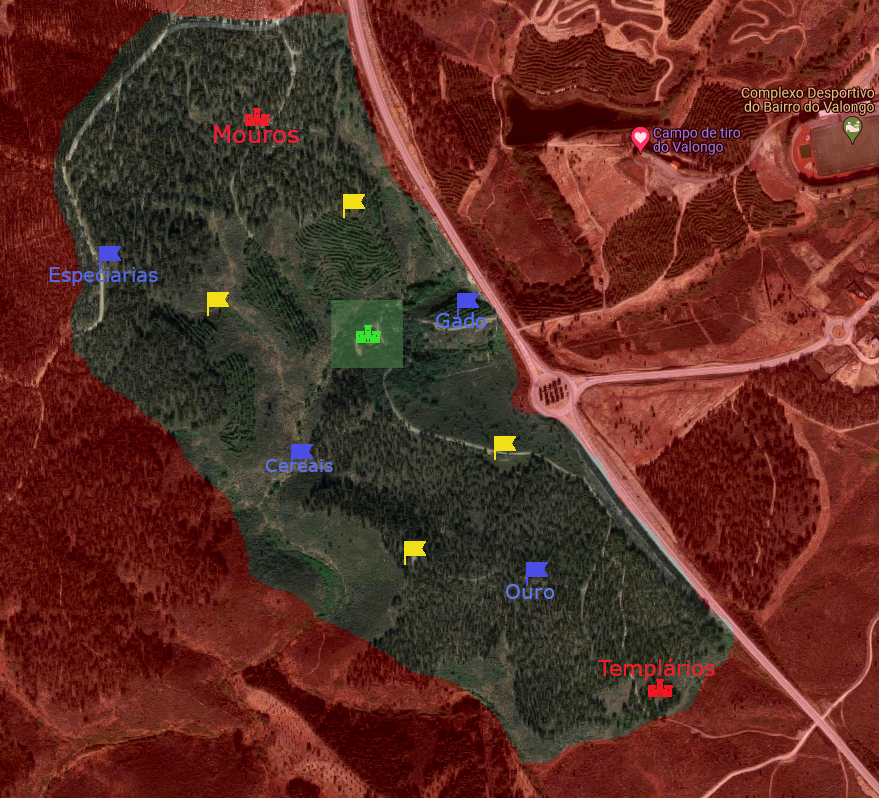 Complexo Desportivo
do Bairro do Valongo
Campo de tiro
do Valongo
Mouros
Especiarias
Gado
Cereais
Ouro
Templários